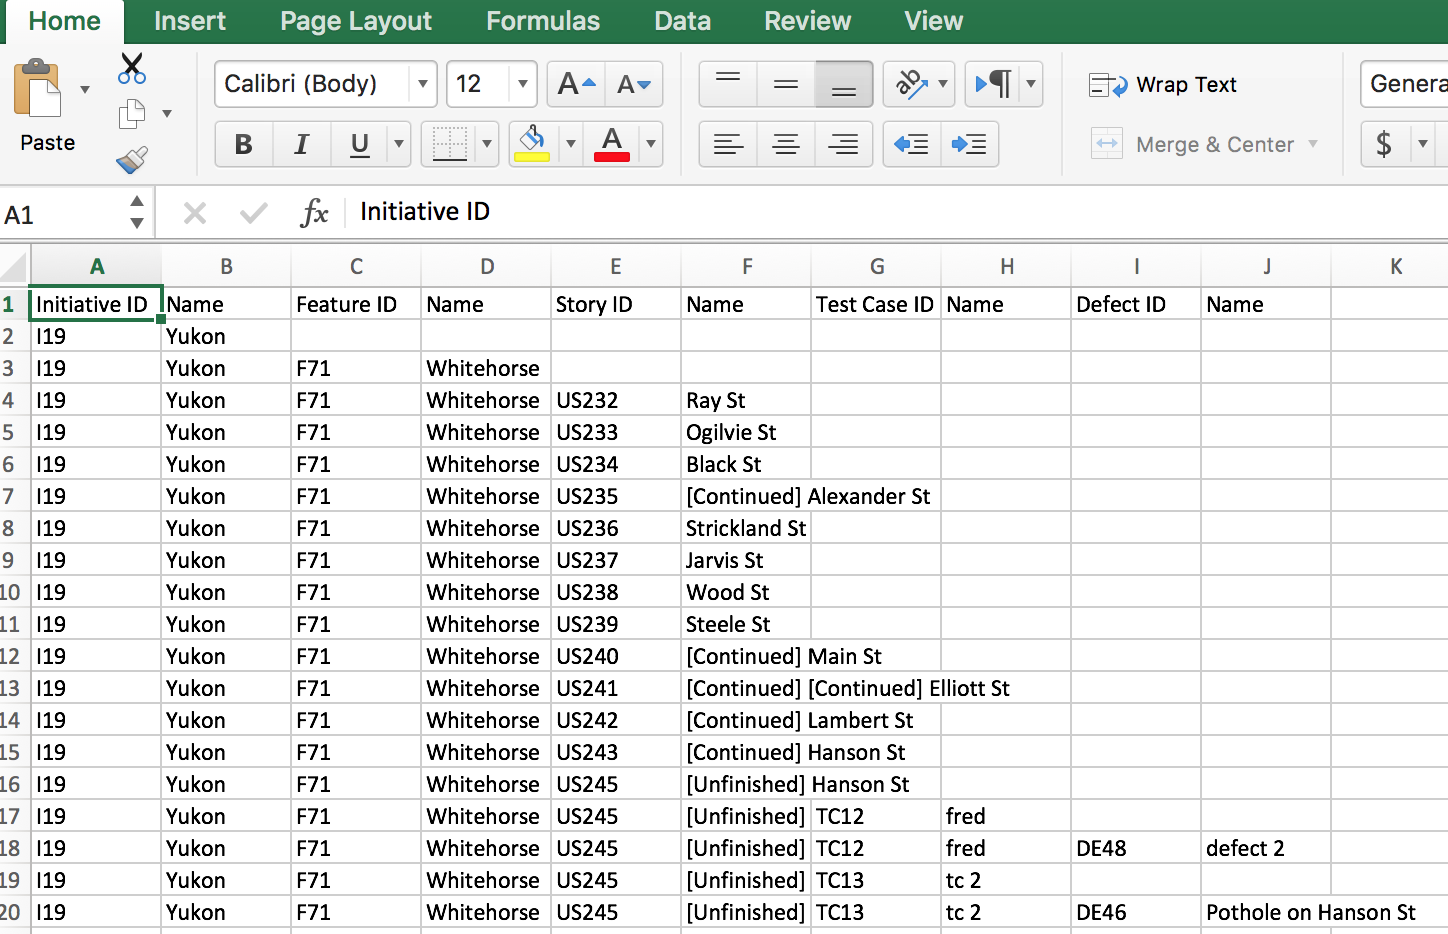 Home Insert Page Layout Formulas Data Review View
Calibri (Body) 12 A A ab ¶ Wrap Text Genera
Paste B I U A Merge & Center $
A1 fx Initiative ID
A B C D E F G H I J K
1 Initiative ID Name Feature ID Name Story ID Name Test Case ID Name Defect ID Name
2 I19 Yukon
3 I19 Yukon F71 Whitehorse
4 I19 Yukon F71 Whitehorse US232 Ray St
5 I19 Yukon F71 Whitehorse US233 Ogilvie St
6 I19 Yukon F71 Whitehorse US234 Black St
7 I19 Yukon F71 Whitehorse US235 [Continued] Alexander St
8 I19 Yukon F71 Whitehorse US236 Strickland St
9 I19 Yukon F71 Whitehorse US237 Jarvis St
10 I19 Yukon F71 Whitehorse US238 Wood St
11 I19 Yukon F71 Whitehorse US239 Steele St
12 I19 Yukon F71 Whitehorse US240 [Continued] Main St
13 I19 Yukon F71 Whitehorse US241 [Continued] [Continued] Elliott St
14 I19 Yukon F71 Whitehorse US242 [Continued] Lambert St
15 I19 Yukon F71 Whitehorse US243 [Continued] Hanson St
16 I19 Yukon F71 Whitehorse US245 [Unfinished] Hanson St
17 I19 Yukon F71 Whitehorse US245 [Unfinished] TC12 fred
18 I19 Yukon F71 Whitehorse US245 [Unfinished] TC12 fred DE48 defect 2
19 I19 Yukon F71 Whitehorse US245 [Unfinished] TC13 tc 2
20 I19 Yukon F71 Whitehorse US245 [Unfinished] TC13 tc 2 DE46 Pothole on Hanson St